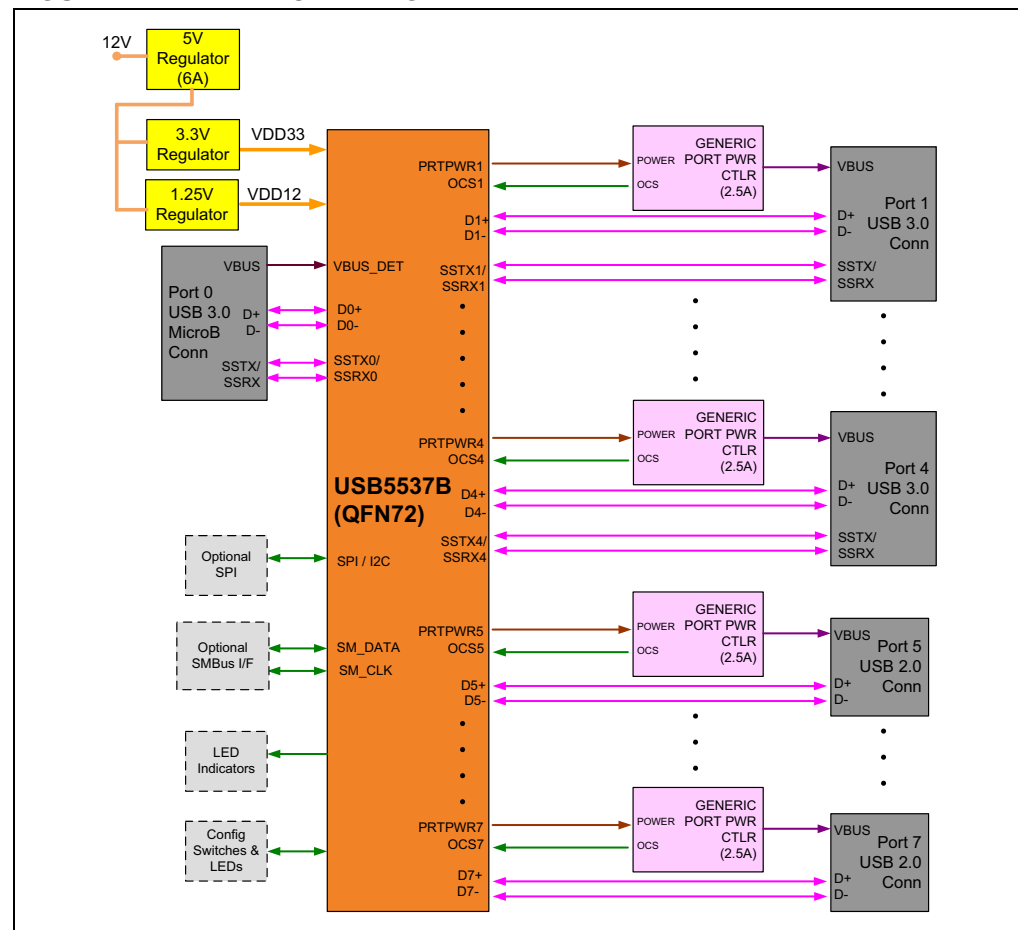 12V
5V
Regulator
(6A)
3.3V
Regulator
VDD33
1.25V
Regulator
VDD12
VBUS
Port 0
USB 3.0
MicroB
Conn
D+
D-
SSTX/
SSRX
VBUS_DET
D0+
D0-
SSTX0/
SSRX0
USB5537B
(QFN72)
Optional
SPI
SPI / I2C
Optional
SMBus I/F
SM_DATA
SM_CLK
LED
Indicators
Config
Switches &
LEDs
PRTPWR1
OCS1
D1+
D1-
SSTX1/
SSRX1
GENERIC
POWER PORT PWR
CTLR
OCS (2.5A)
VBUS
Port 1
D+ USB 3.0
D- Conn
SSTX/
SSRX
PRTPWR4
OCS4
D4+
D4-
SSTX4/
SSRX4
GENERIC
POWER PORT PWR
CTLR
OCS (2.5A)
VBUS
Port 4
D+ USB 3.0
D- Conn
SSTX/
SSRX
PRTPWR5
OCS5
D5+
D5-
GENERIC
POWER PORT PWR
CTLR
OCS (2.5A)
VBUS
Port 5
USB 2.0
D+ Conn
D-
PRTPWR7
OCS7
D7+
D7-
GENERIC
POWER PORT PWR
CTLR
OCS (2.5A)
VBUS
Port 7
USB 2.0
D+ Conn
D-